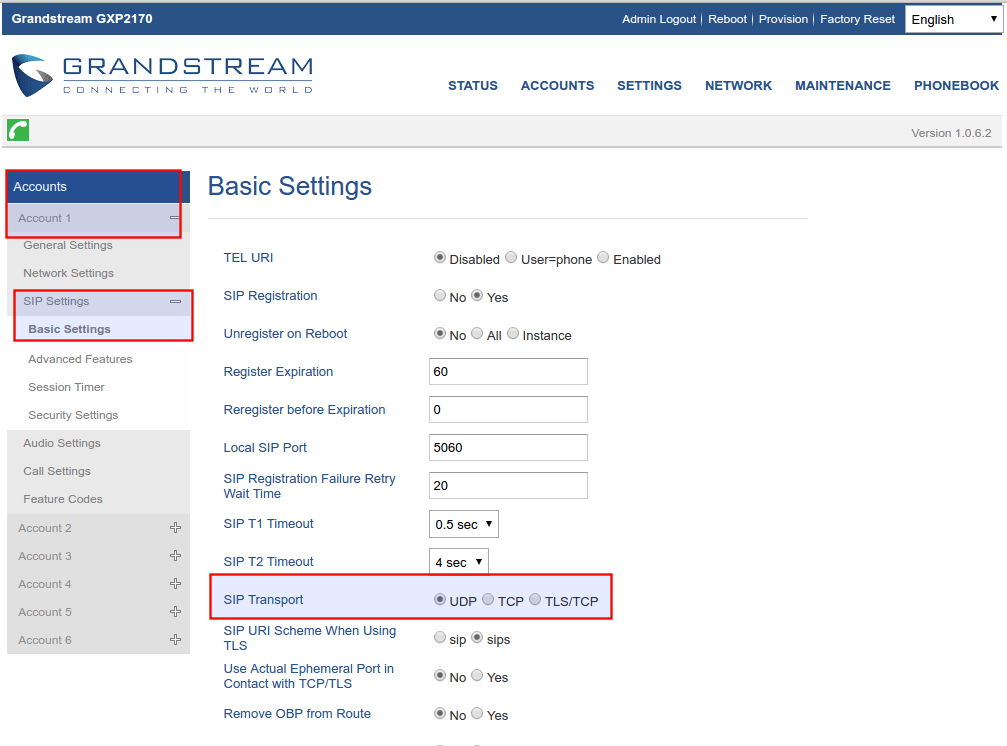 Grandstream GXP2170
Admin Logout | Reboot | Provision | Factory Reset English
GRANDSTREAM
CONNECTING THE WORLD
STATUS ACCOUNTS SETTINGS NETWORK MAINTENANCE PHONEBOOK
Version 1.0.6.2
Accounts
Account 1
General Settings
Network Settings
SIP Settings
Basic Settings
Advanced Features
Session Timer
Security Settings
Audio Settings
Call Settings
Feature Codes
Account 2
Account 3
Account 4
Account 5
Account 6
Basic Settings
TEL URI Disabled User=phone Enabled
SIP Registration No Yes
Unregister on Reboot No All Instance
Register Expiration 60
Reregister before Expiration 0
Local SIP Port 5060
SIP Registration Failure Retry
Wait Time 20
SIP T1 Timeout 0.5 sec
SIP T2 Timeout 4 sec
SIP Transport UDP TCP TLS/TCP
SIP URI Scheme When Using
TLS sip sips
Use Actual Ephemeral Port in
Contact with TCP/TLS No Yes
Remove OBP from Route No Yes